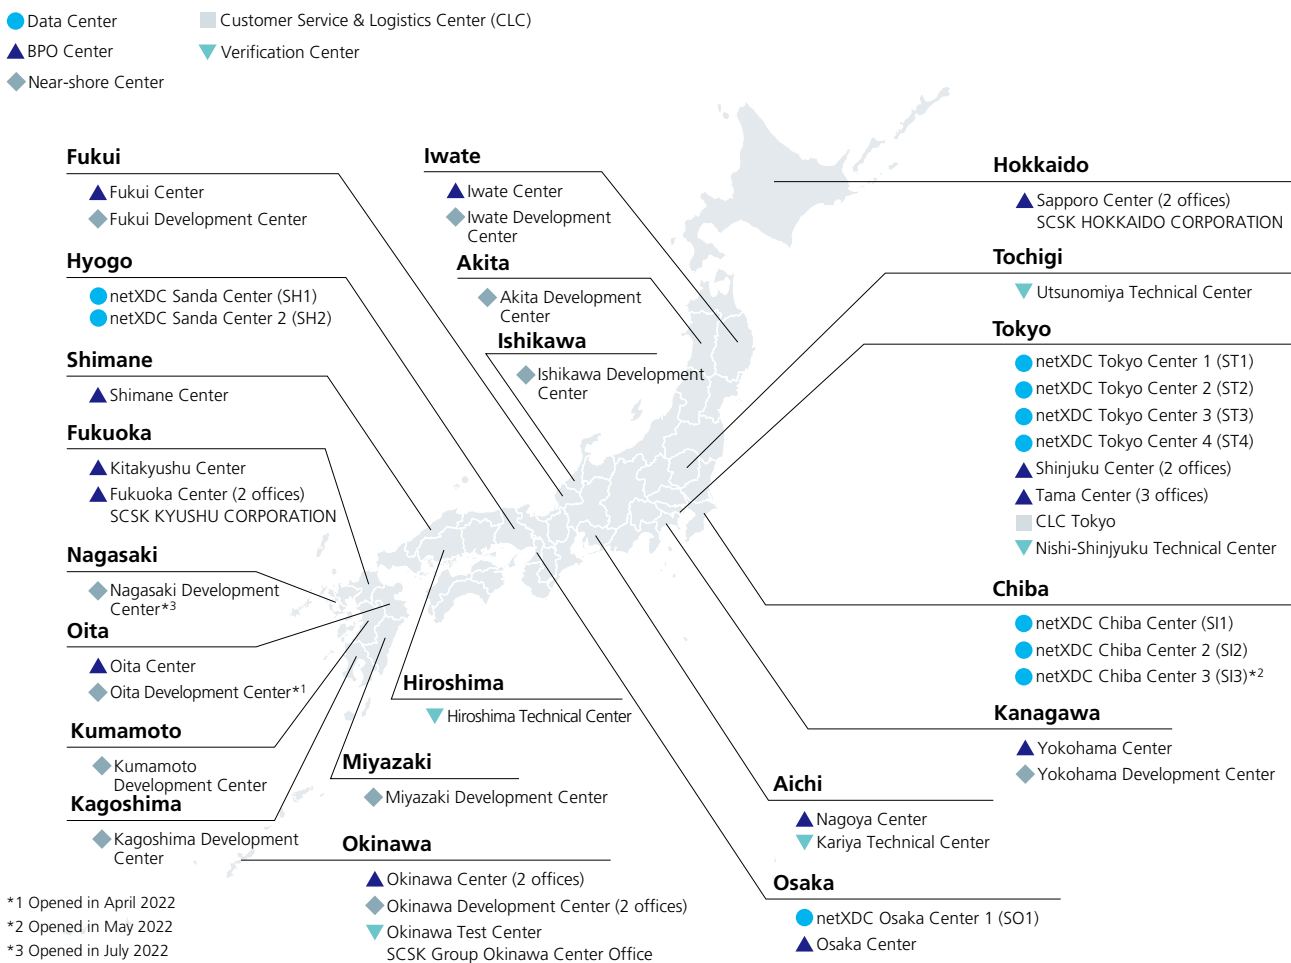 Data Center
Customer Service & Logistics Center (CLC)
BPO Center
Verification Center
Near-shore Center
Fukui
Fukui Center
Fukui Development Center
Hyogo
netXDC Sanda Center (SH1)
netXDC Sanda Center 2 (SH2)
Shimane
Shimane Center
Fukuoka
Kitakyushu Center
Fukuoka Center (2 offices)
SCSK KYUSHU CORPORATION
Nagasaki
Nagasaki Development
Center*3
Oita
Oita Center
Oita Development Center*1
Kumamoto
Kumamoto
Development Center
Kagoshima
Kagoshima Development
Center
Iwate
Iwate Center
Iwate Development
Center
Akita
Akita Development
Center
Ishikawa
Ishikawa Development
Center
Hiroshima
Hiroshima Technical Center
Miyazaki
Miyazaki Development Center
Okinawa
Okinawa Center (2 offices)
Okinawa Development Center (2 offices)
Okinawa Test Center
SCSK Group Okinawa Center Office
Hokkaido
Sapporo Center (2 offices)
SCSK HOKKAIDO CORPORATION
Tochigi
Utsunomiya Technical Center
Tokyo
netXDC Tokyo Center 1 (ST1)
netXDC Tokyo Center 2 (ST2)
netXDC Tokyo Center 3 (ST3)
netXDC Tokyo Center 4 (ST4)
Shinjuku Center (2 offices)
Tama Center (3 offices)
CLC Tokyo
Nishi-Shinjyuku Technical Center
Chiba
netXDC Chiba Center (SI1)
netXDC Chiba Center 2 (SI2)
netXDC Chiba Center 3 (SI3)*2
Kanagawa
Yokohama Center
Yokohama Development Center
Aichi
Nagoya Center
Kariya Technical Center
Osaka
netXDC Osaka Center 1 (SO1)
Osaka Center
*1 Opened in April 2022
*2 Opened in May 2022
*3 Opened in July 2022